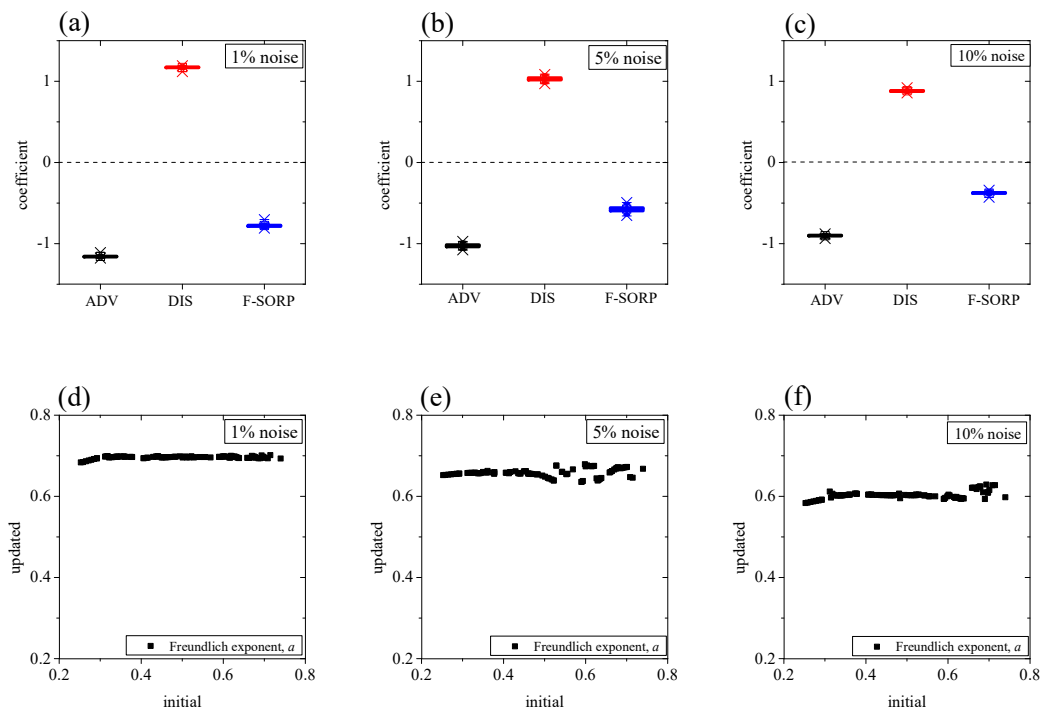 (a)
1% noise
1
0
-1
coefficient
ADV DIS F-SORP
(b)
5% noise
1
0
-1
coefficient
ADV DIS F-SORP
(c)
10% noise
1
0
-1
coefficient
ADV DIS F-SORP
(d)
1% noise
0.8
0.6
0.4
0.2
updated
Freundlich exponent, a
0.2 0.4 0.6 0.8
initial
(e)
5% noise
0.8
0.6
0.4
0.2
updated
Freundlich exponent, a
0.2 0.4 0.6 0.8
initial
(f)
10% noise
0.8
0.6
0.4
0.2
updated
Freundlich exponent, a
0.2 0.4 0.6 0.8
initial